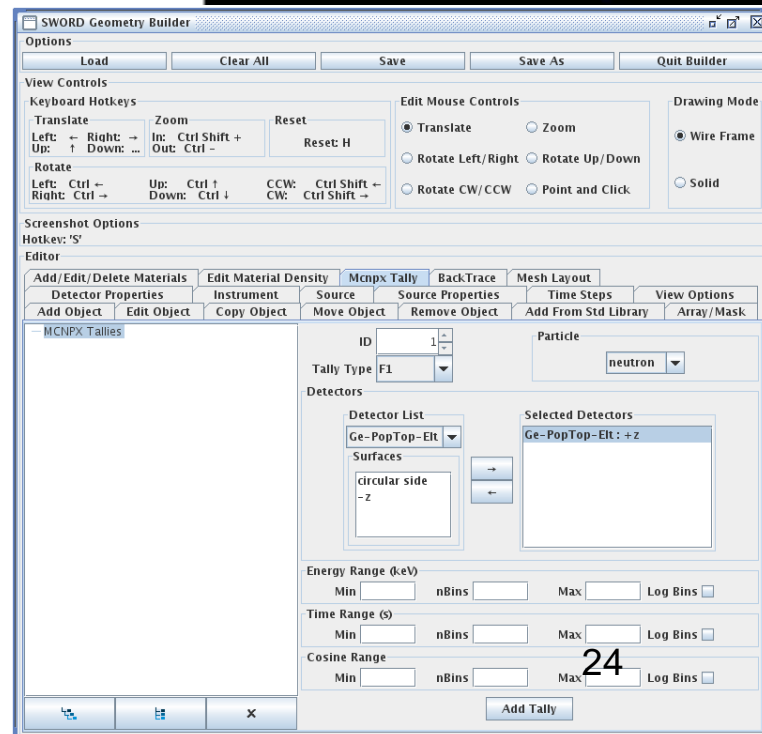 SWORD Geometry Builder
Options
Load Clear All Save Save As Quit Builder
View Controls
Keyboard Hotkeys Edit Mouse Controls Drawing Mode
Translate Zoom Reset
Left: ← Right: → In: Ctrl Shift + Reset: H Translate Zoom Wire Frame
Up: ↑ Down: ... Out: Ctrl –
Rotate Rotate Left/Right Rotate Up/Down
Left: Ctrl ← Up: Ctrl ↑ CCW: Ctrl Shift ← Solid
Right: Ctrl → Down: Ctrl ↓ CW: Ctrl Shift → Rotate CW/CCW Point and Click
Screenshot Options
Hotkey: 'S'
Editor
Add/Edit/Delete Materials Edit Material Density Mcnpx Tally BackTrace Mesh Layout
Detector Properties Instrument Source Source Properties Time Steps View Options
Add Object Edit Object Copy Object Move Object Remove Object Add From Std Library Array/Mask
MCNPX Tallies
ID 1 Particle
Tally Type F1 neutron
Detectors
Detector List Selected Detectors
Ge-PopTop-Elt Ge-PopTop-Elt : +z
Surfaces
→
circular side
←
-z
Energy Range (keV)
Min nBins Max Log Bins
Time Range (s)
Min nBins Max Log Bins
Cosine Range
24
Min nBins Max Log Bins
x Add Tally